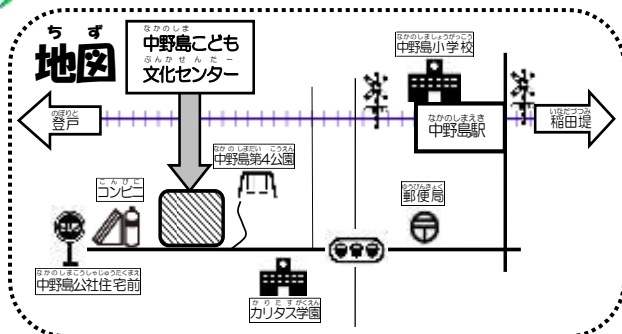 ち ず
地図
なかのしま
中野島こども
ぶんかせんたー
文化センター
なかのしましょうがっこう
中野島小学校
のぼりと
登戸
なかのしまえき
中野島駅
いなだづつみ
稲田堤
なかのしまだい こうえん
中野島第4公園
こんびに
コンビニ
ゆうびんきょく
郵便局
なかのしまこうしゃじゅうたくまえ
中野島公社住宅前
かりたすがくえん
カリタス学園